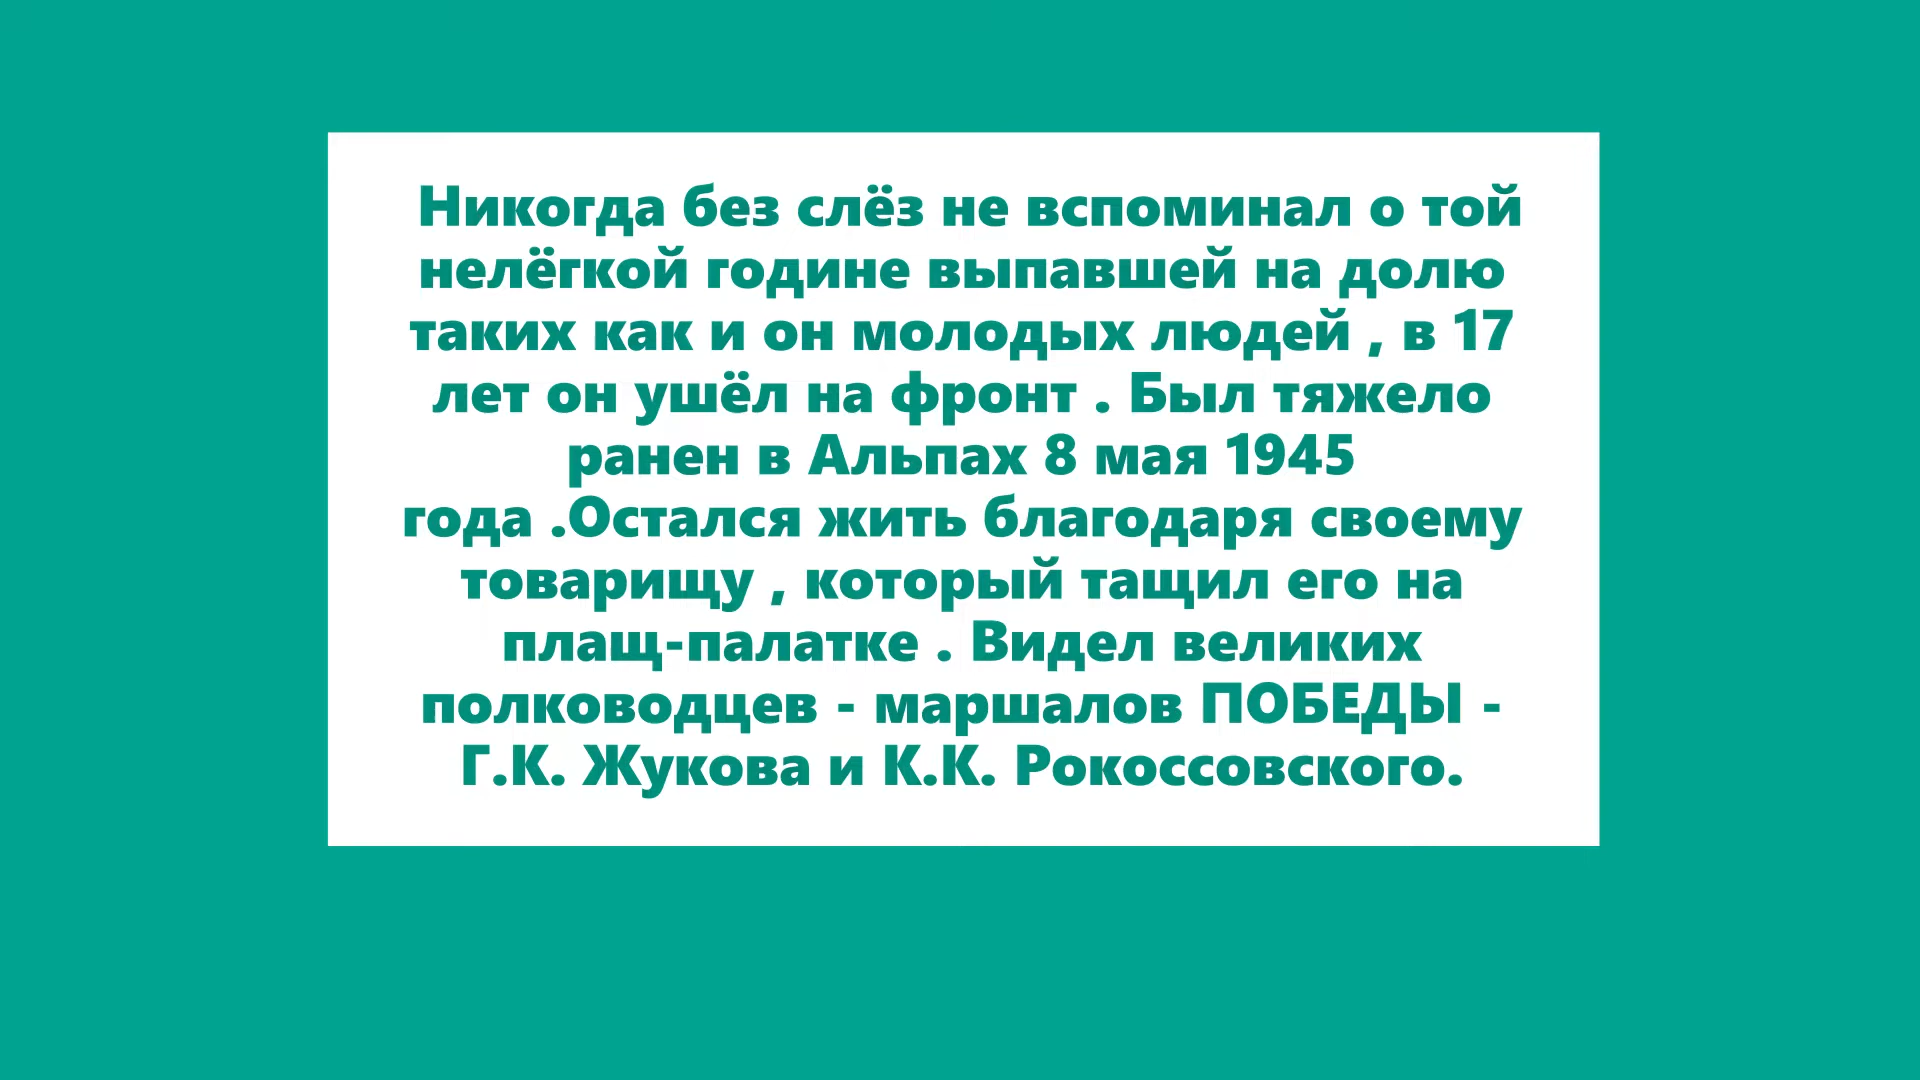 Никогда без слёз не вспоминал о той
нелёгкой године выпавшей на долю
таких как и он молодых людей , в 17
лет он ушёл на фронт . Был тяжело
ранен в Альпах 8 мая 1945
года .Остался жить благодаря своему
товарищу , который тащил его на
плащ-палатке . Видел великих
полководцев - маршалов ПОБЕДЫ -
Г.К. Жукова и К.К. Рокоссовского.